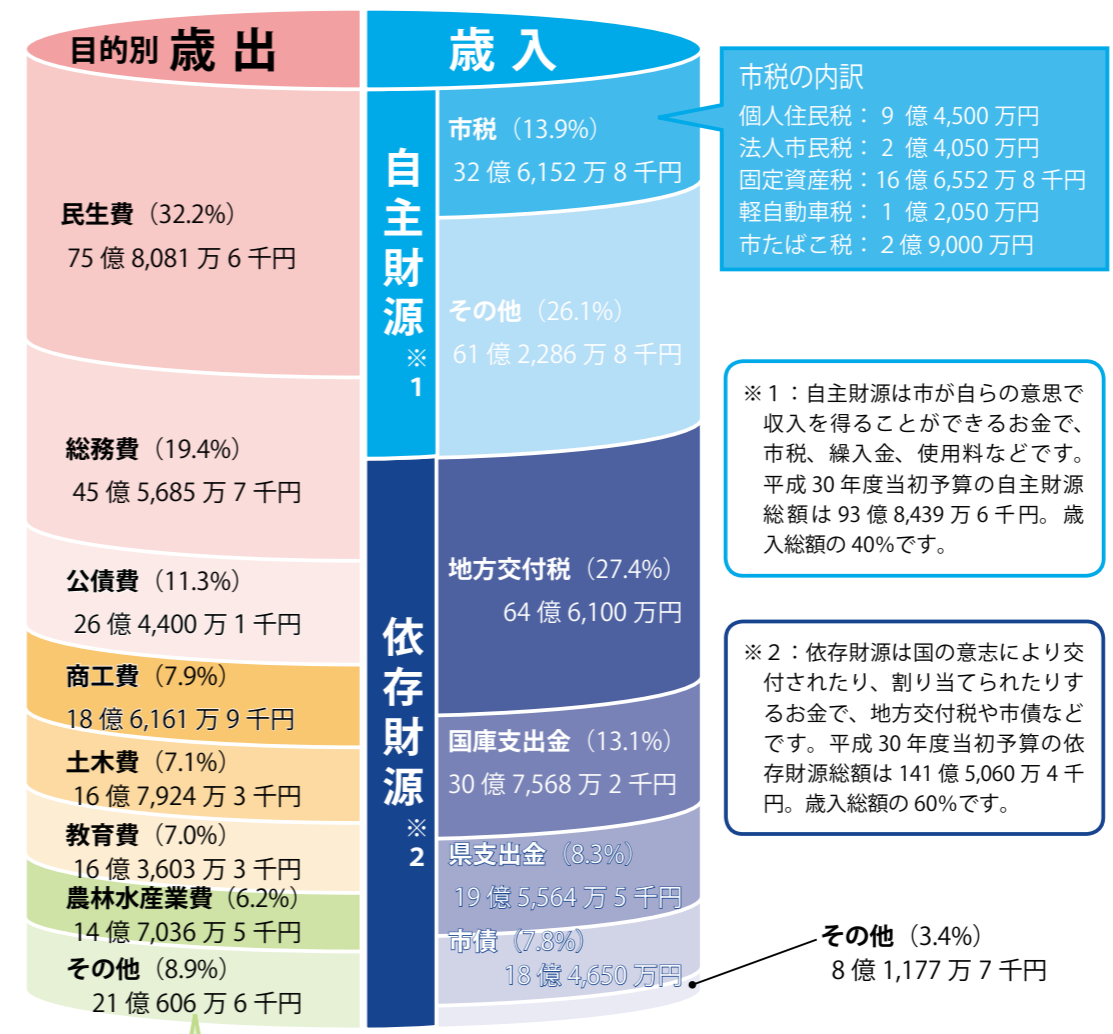 目的別 歳出
民生費（32.2%）
75 億 8,081 万 6 千円
総務費（19.4%）
45 億 5,685 万 7 千円
公債費（11.3%）
26 億 4,400 万 1 千円
商工費（7.9%）
18 億 6,161 万 9 千円
土木費（7.1%）
16 億 7,924 万 3 千円
教育費（7.0%）
16 億 3,603 万 3 千円
農林水産業費（6.2%）
14 億 7,036 万 5 千円
その他（8.9%）
21 億 606 万 6 千円
歳入
自主財源※1
市税（13.9%）
32 億 6,152 万 8 千円
その他（26.1%）
61 億 2,286 万 8 千円
依存財源※2
地方交付税（27.4%）
64 億 6,100 万円
国庫支出金（13.1%）
30 億 7,568 万 2 千円
県支出金（8.3%）
19 億 5,564 万 5 千円
市債（7.8%）
18 億 4,650 万円
その他（3.4%）
8 億 1,177 万 7 千円
市税の内訳
個人住民税： 9 億 4,500 万円
法人市民税： 2 億 4,050 万円
固定資産税：16 億 6,552 万 8 千円
軽自動車税： 1 億 2,050 万円
市たばこ税： 2 億 9,000 万円
※１：自主財源は市が自らの意思で
収入を得ることができるお金で、
市税、繰入金、使用料などです。
平成 30 年度当初予算の自主財源
総額は 93 億 8,439 万 6 千円。歳
入総額の 40％です。
※２：依存財源は国の意志により交
付されたり、割り当てられたりす
るお金で、地方交付税や市債など
です。平成 30 年度当初予算の依
存財源総額は 141 億 5,060 万 4 千
円。歳入総額の 60％です。